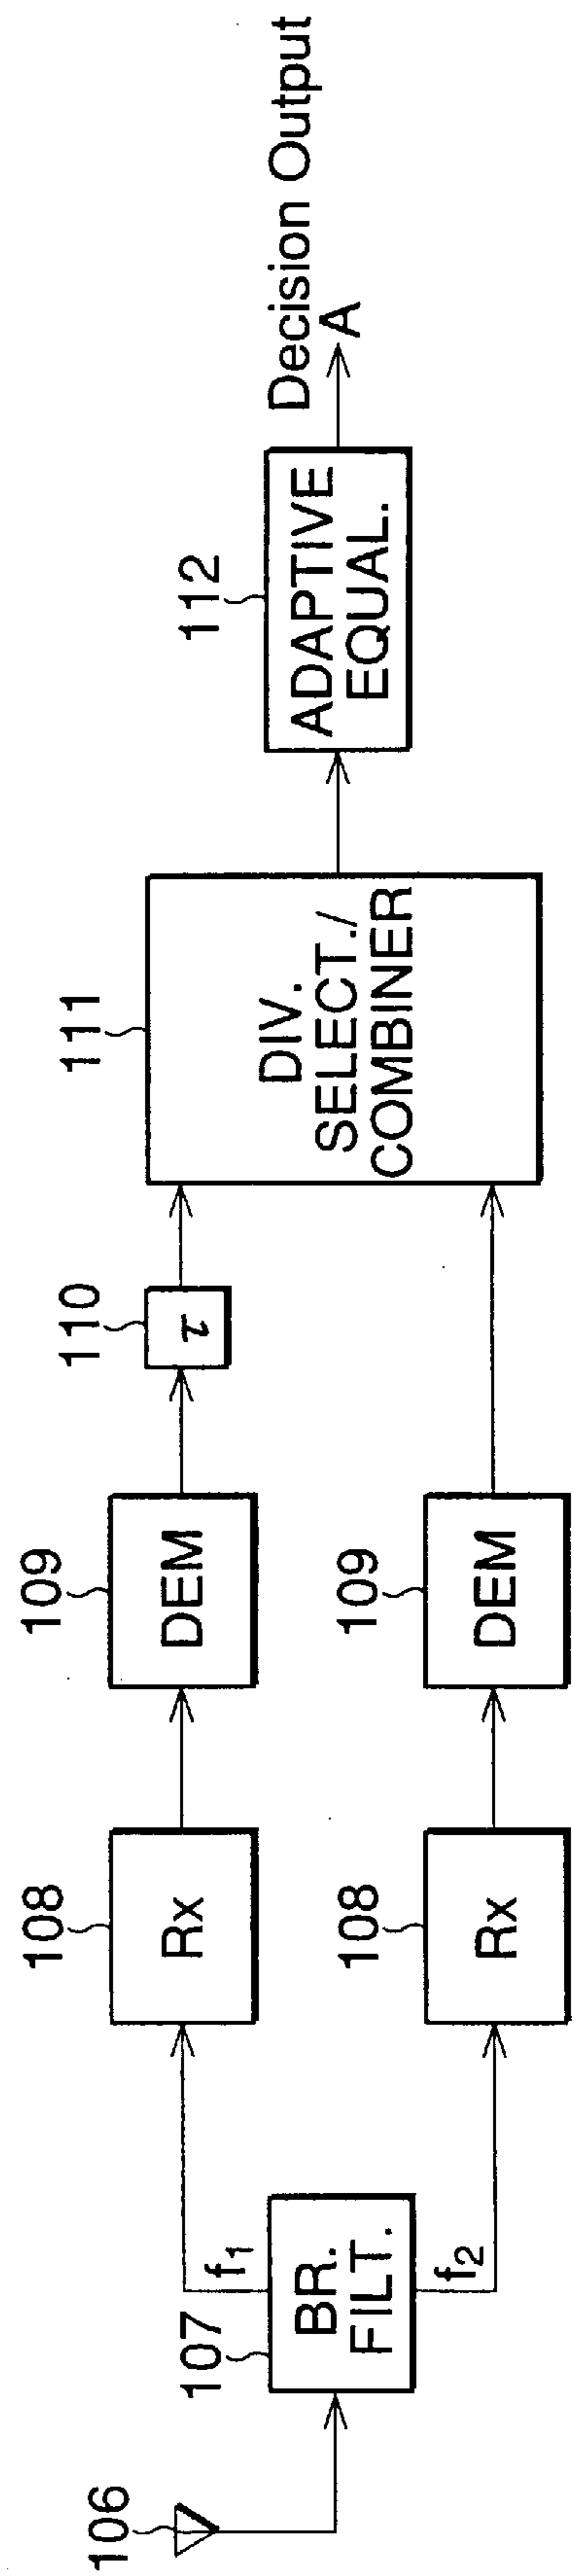 106
107
BR.
FILT.
f1
f2
108
Rx
108
Rx
109
DEM
109
DEM
110
τ
111
DIV.
SELECT./
COMBINER
112
ADAPTIVE
EQUAL.
Decision Output
A